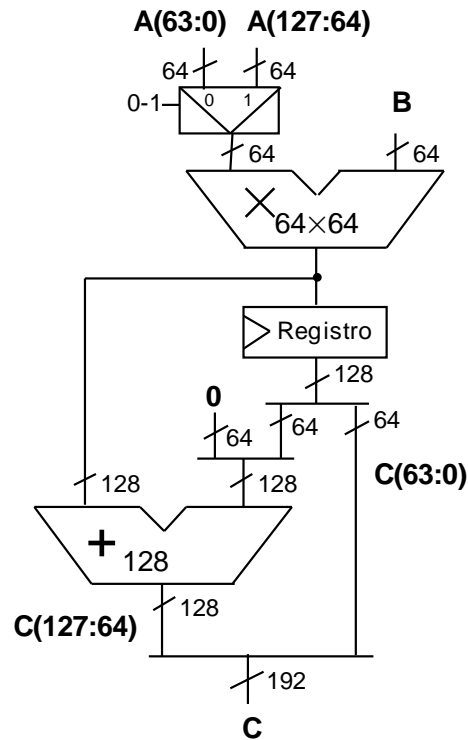 A(63:0) A(127:64)
64 64
0-1 0 1
B
64 64
× 64×64
Registro
128
0
64 64 64
C(63:0)
128 128
+ 128
128
C(127:64)
192
C